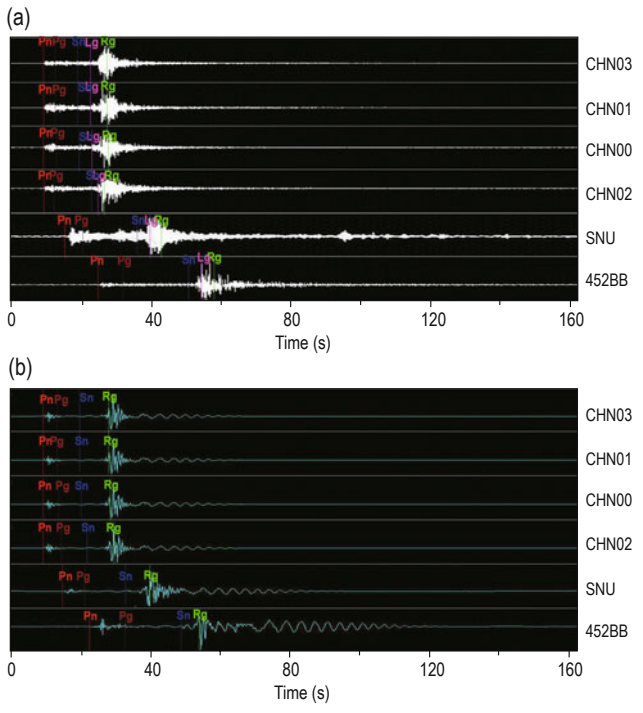 (a)
Pn Pg Sn Lg Rg CHN03
Pn Pg Sn Lg Rg CHN01
Pn Pg Sn Lg Rg CHN00
Pn Pg Sn Lg Rg CHN02
Pn Pg Sn Lg Rg SNU
Pn Pg Sn Lg Rg 452BB
0 40 80 120 160
Time (s)
(b)
Pn Pg Sn Rg CHN03
Pn Pg Sn Rg CHN01
Pn Pg Sn Rg CHN00
Pn Pg Sn Rg CHN02
Pn Pg Sn Rg SNU
Pn Pg Sn Rg 452BB
0 40 80 120 160
Time (s)